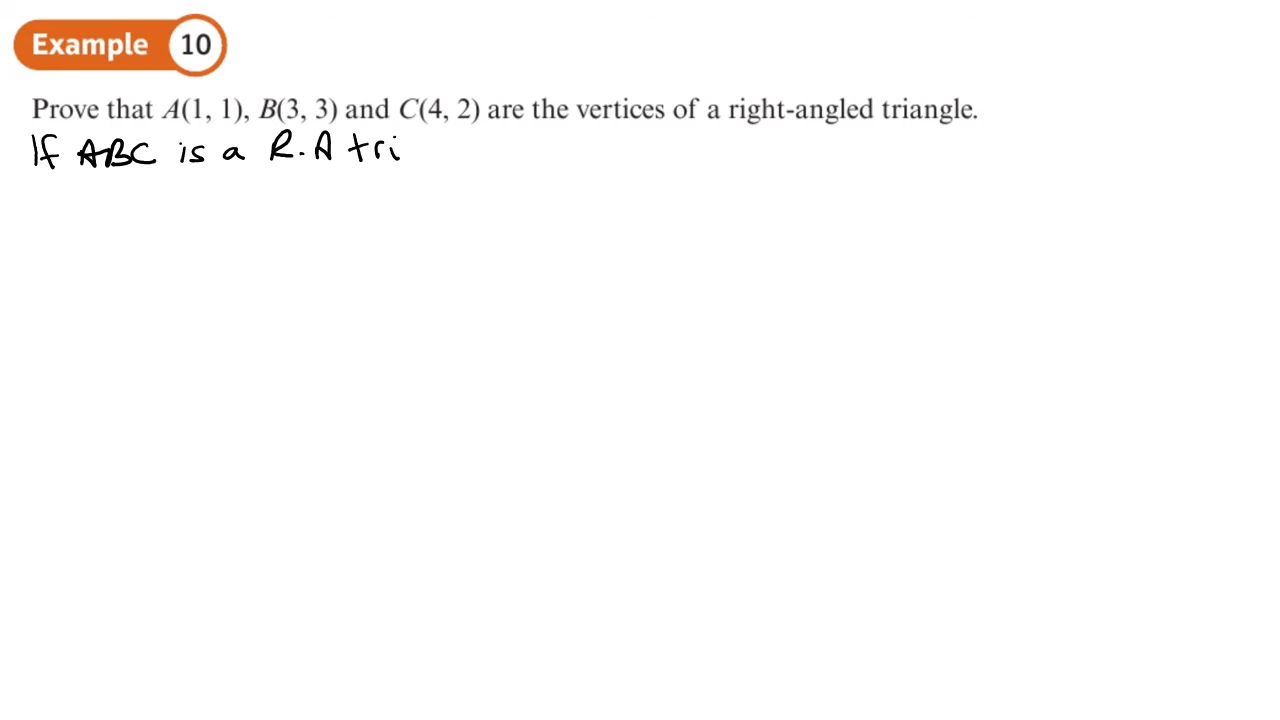 Example 10
Prove that A(1, 1), B(3, 3) and C(4, 2) are the vertices of a right-angled triangle.
If ABC is a R.A tri